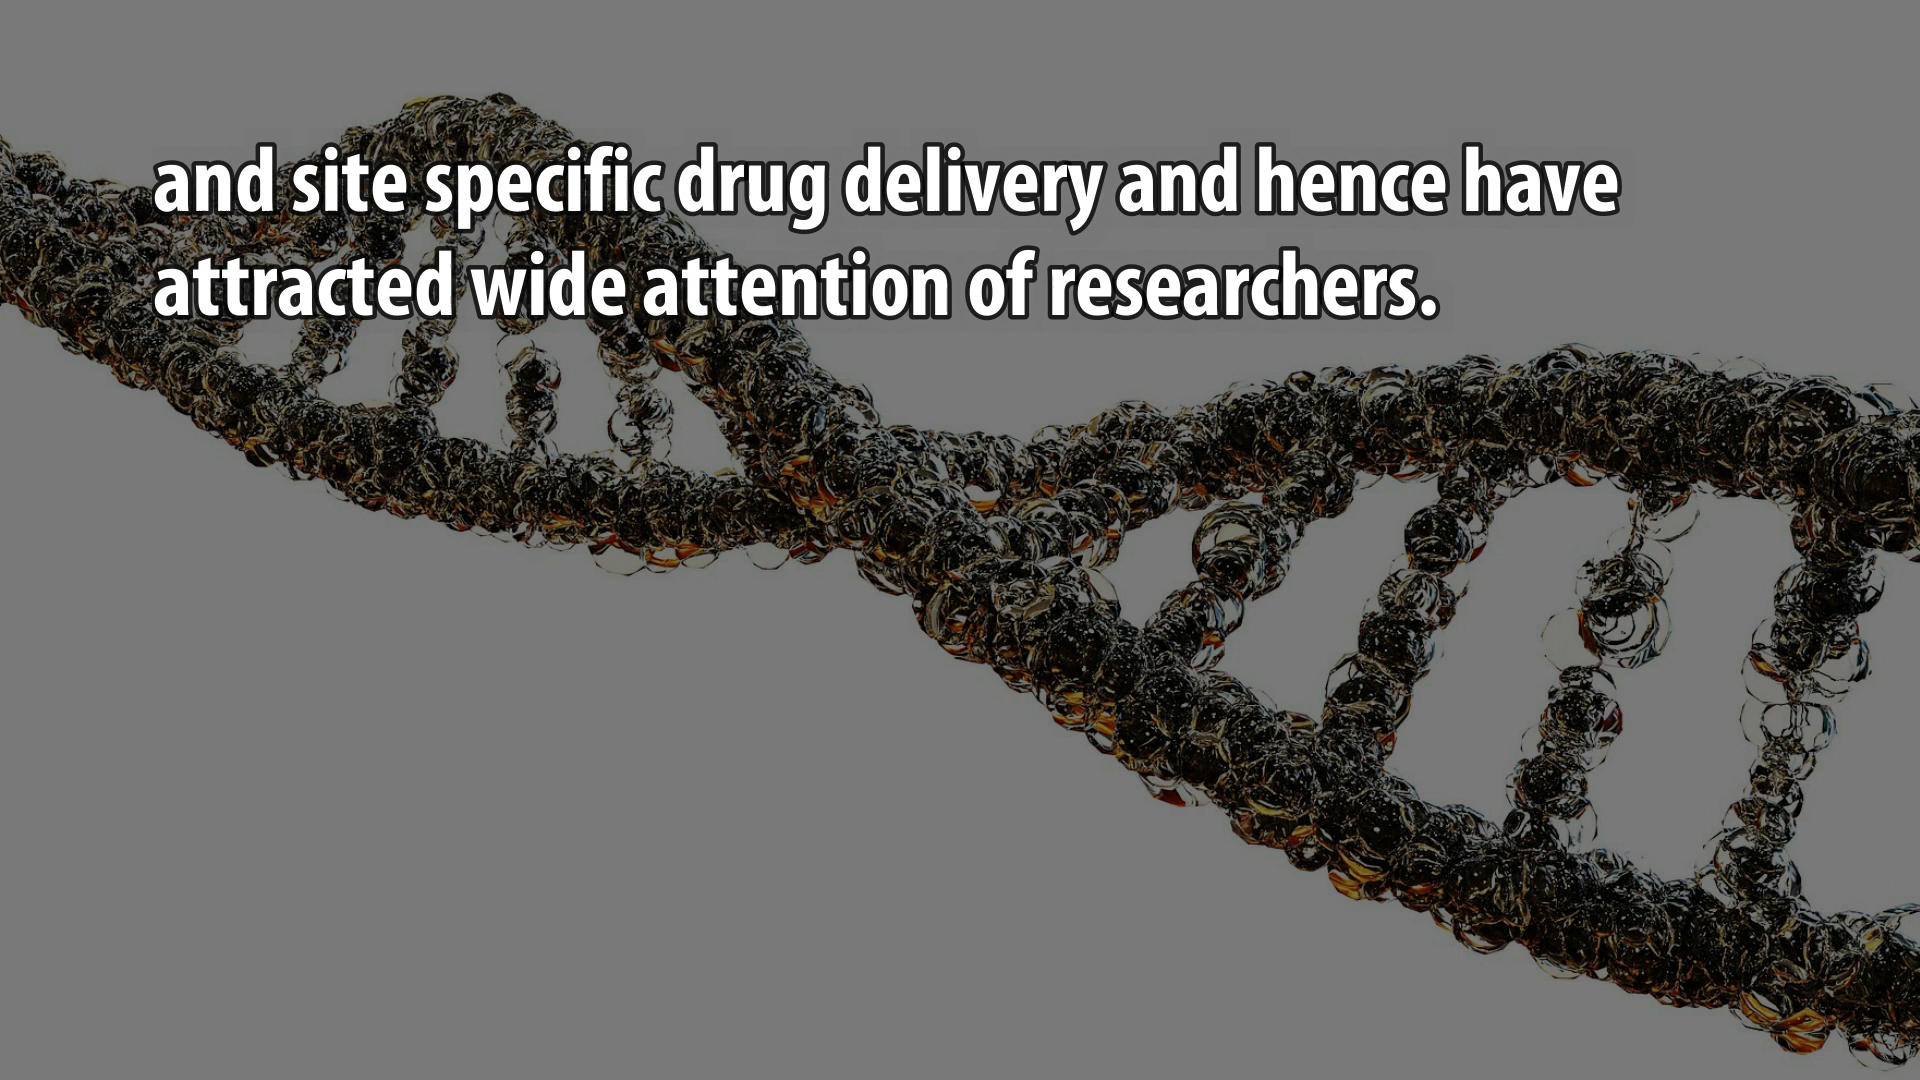 and site specific drug delivery and hence have
attracted wide attention of researchers.